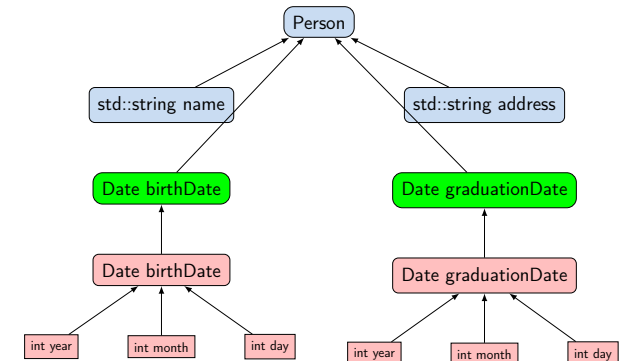 Person
std::string name
std::string address
Date birthDate
Date graduationDate
Date birthDate
Date graduationDate
int year
int month
int day
int year
int month
int day